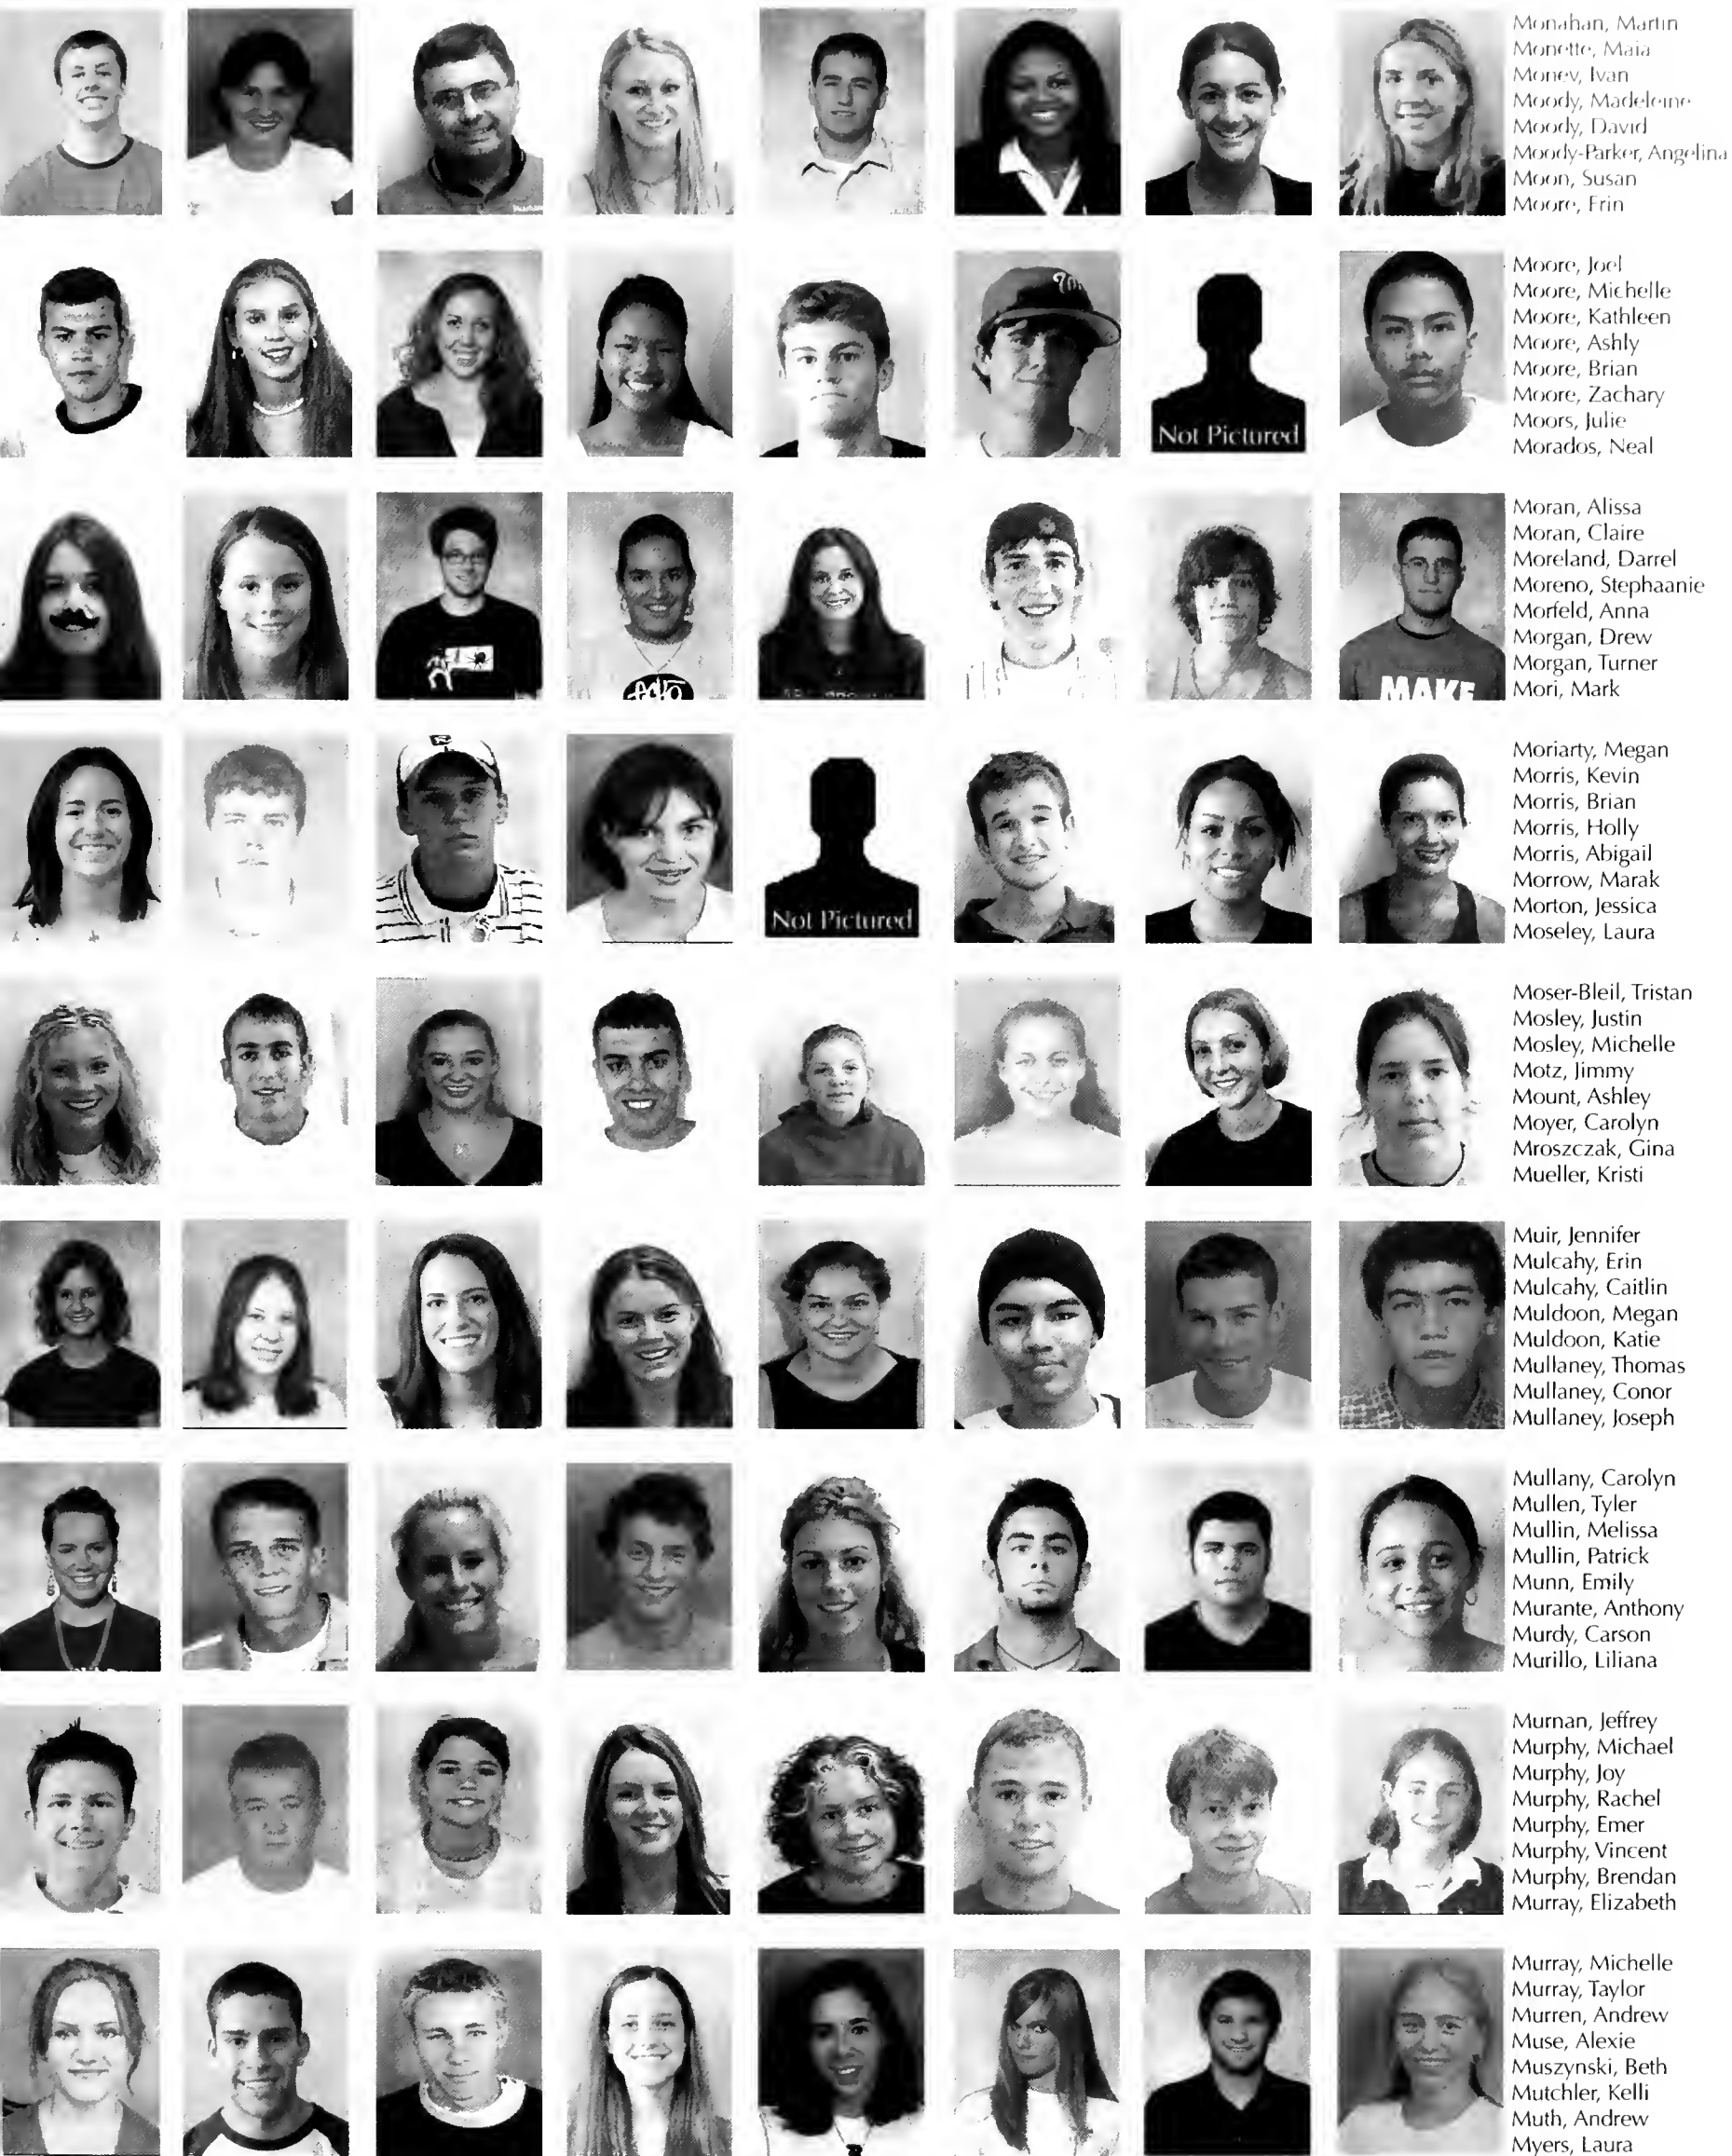 Monahan, Martin
Monette, Maia
Monev, Ivan
Moody, Madeleine
Moody, David
Moody-Parker, Angelina
Moon, Susan
Moore, Erin
Moore, Joel
Moore, Michelle
Moore, Kathleen
Moore, Ashly
Moore, Brian
Moore, Zachary
Moors, Julie
Morados, Neal
Not Pictured
Moran, Alissa
Moran, Claire
Moreland, Darrel
Moreno, Stephaanie
Morfeld, Anna
Morgan, Drew
Morgan, Turner
Mori, Mark
MAKE
Moriarty, Megan
Morris, Kevin
Morris, Brian
Morris, Holly
Morris, Abigail
Morrow, Marak
Morton, Jessica
Moseley, Laura
Not Pictured
Moser-Bleil, Tristan
Mosley, Justin
Mosley, Michelle
Motz, Jimmy
Mount, Ashley
Moyer, Carolyn
Mroszczak, Gina
Mueller, Kristi
Muir, Jennifer
Mulcahy, Erin
Mulcahy, Caitlin
Muldoon, Megan
Muldoon, Katie
Mullaney, Thomas
Mullaney, Conor
Mullaney, Joseph
Mullany, Carolyn
Mullen, Tyler
Mullin, Melissa
Mullin, Patrick
Munn, Emily
Murante, Anthony
Murdy, Carson
Murillo, Liliana
Murnan, Jeffrey
Murphy, Michael
Murphy, Joy
Murphy, Rachel
Murphy, Emer
Murphy, Vincent
Murphy, Brendan
Murray, Elizabeth
Murray, Michelle
Murray, Taylor
Murren, Andrew
Muse, Alexie
Muszynski, Beth
Mutchler, Kelli
Muth, Andrew
Myers, Laura